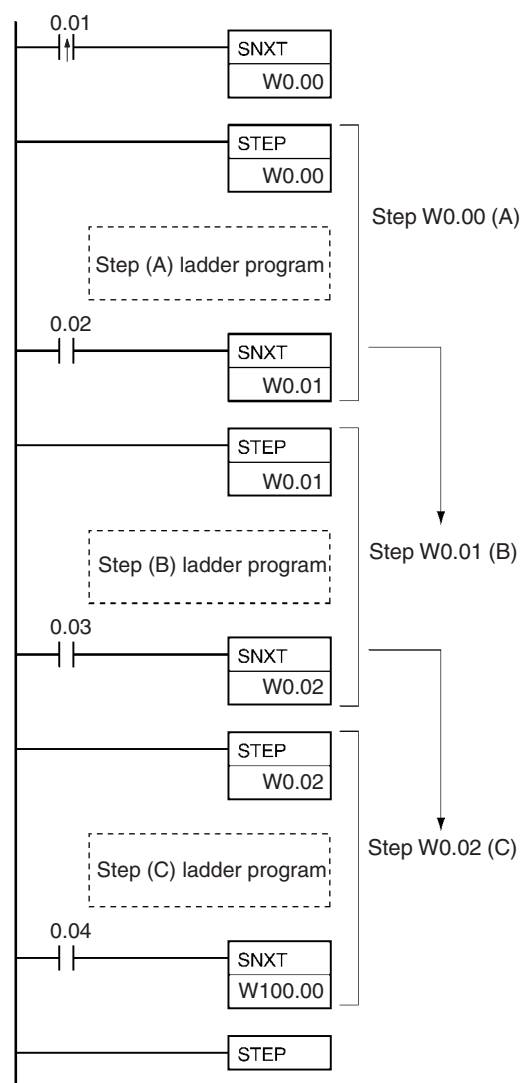 0.01
SNXT
W0.00
STEP
W0.00
Step W0.00 (A)
Step (A) ladder program
0.02
SNXT
W0.01
STEP
W0.01
Step W0.01 (B)
Step (B) ladder program
0.03
SNXT
W0.02
STEP
W0.02
Step W0.02 (C)
Step (C) ladder program
0.04
SNXT
W100.00
STEP